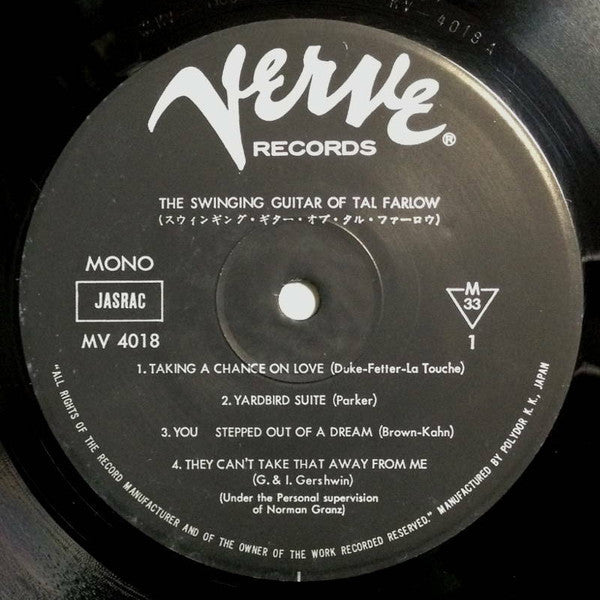 MV 4018 A
Verve®
RECORDS
THE SWINGING GUITAR OF TAL FARLOW
(スウィンギング・ギター・オブ・タル・ファーロウ)
MONO
JASRAC
MV 4018
M
33
1
1. TAKING A CHANCE ON LOVE (Duke-Fetter-La Touche)
2. YARDBIRD SUITE (Parker)
3. YOU STEPPED OUT OF A DREAM (Brown-Kahn)
4. THEY CAN'T TAKE THAT AWAY FROM ME
(G. & I. Gershwin)
(Under the Personal supervision
of Norman Granz)
"ALL RIGHTS OF THE RECORD MANUFACTURER AND OF THE OWNER OF THE WORK RECORDED RESERVED." MANUFACTURED BY POLYDOR K. K., JAPAN